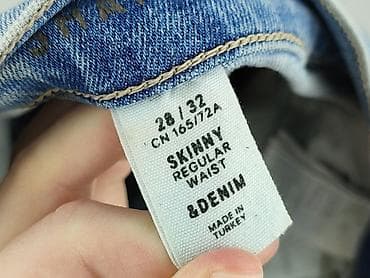 28 / 32
CN 165/72A
SKINNY
REGULAR
WAIST
&DENIM
MADE IN
TURKEY